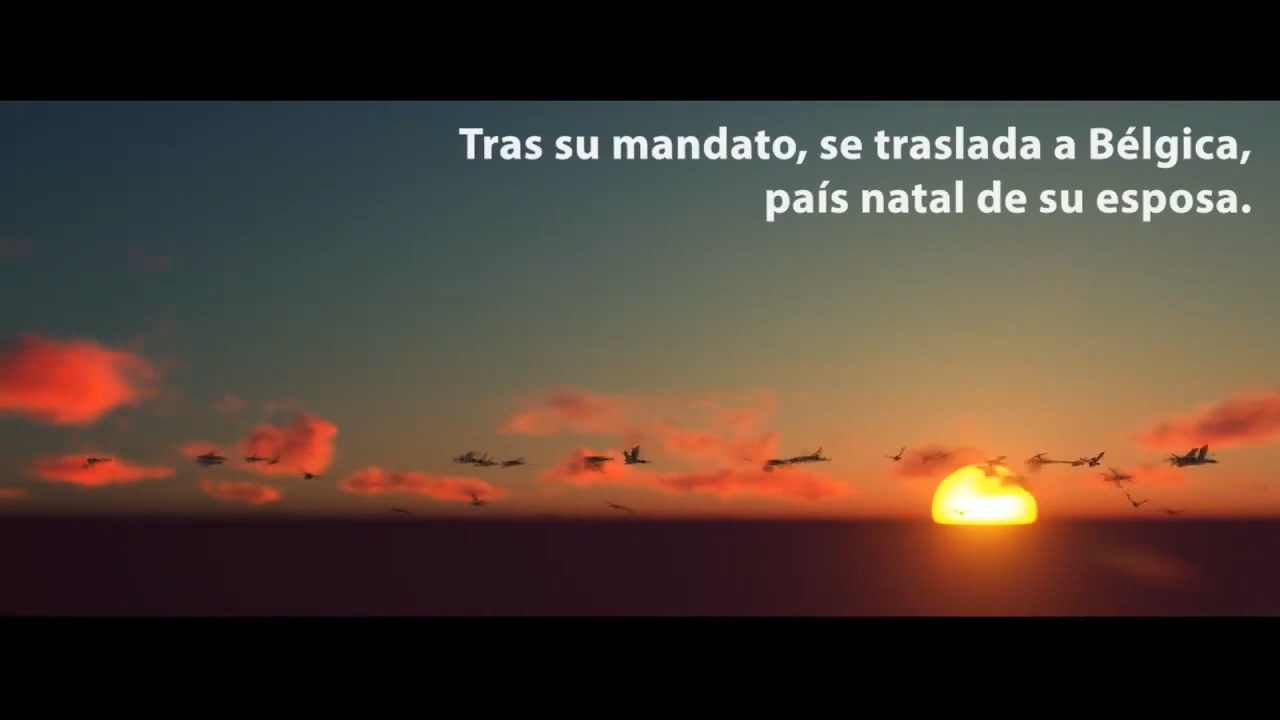 Tras su mandato, se traslada a Bélgica,
país natal de su esposa.